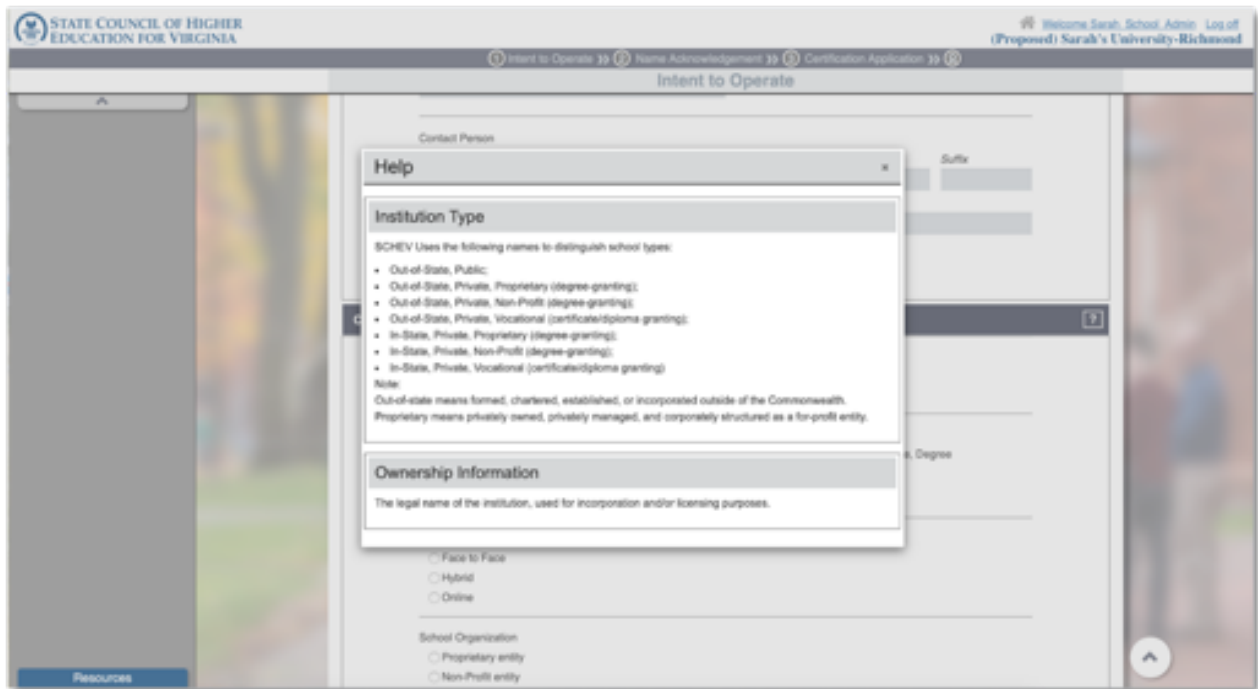 STATE COUNCIL OF HIGHER
EDUCATION FOR VIRGINIA
Welcome Sarah, School, Admin Log off
(Proposed) Sarah's University-Richmond
1 Intent to Operate 2 Name Acknowledgement 3 Certification Application
Intent to Operate
Contact Person
Suffix
Help ×
Institution Type
SCHEV Uses the following names to distinguish school types:
• Out-of-State, Public;
• Out-of-State, Private, Proprietary (degree-granting);
• Out-of-State, Private, Non-Profit (degree-granting);
• Out-of-State, Private, Vocational (certificate/diploma granting);
• In-State, Private, Proprietary (degree-granting);
• In-State, Private, Non-Profit (degree-granting);
• In-State, Private, Vocational (certificate/diploma granting)
Note:
Out-of-state means formed, chartered, established, or incorporated outside of the Commonwealth.
Proprietary means privately owned, privately managed, and corporately structured as a for-profit entity.
?
Degree
Ownership Information
The legal name of the institution, used for incorporation and/or licensing purposes.
Face to Face
Hybrid
Online
School Organization
Proprietary entity
Non-Profit entity
Resources